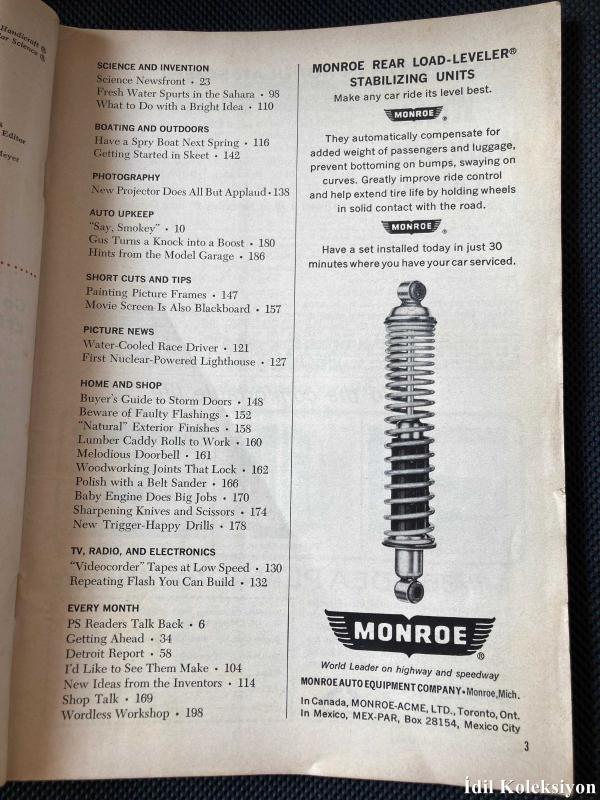 Handicraft
ar Science
s
Editor
Meyer
SCIENCE AND INVENTION
Science Newsfront • 23
Fresh Water Spurts in the Sahara • 98
What to Do with a Bright Idea • 110
BOATING AND OUTDOORS
Have a Spry Boat Next Spring • 116
Getting Started in Skeet • 142
PHOTOGRAPHY
New Projector Does All But Applaud • 138
AUTO UPKEEP
"Say, Smokey" • 10
Gus Turns a Knock into a Boost • 180
Hints from the Model Garage • 186
SHORT CUTS AND TIPS
Painting Picture Frames • 147
Movie Screen Is Also Blackboard • 157
PICTURE NEWS
Water-Cooled Race Driver • 121
First Nuclear-Powered Lighthouse • 127
HOME AND SHOP
Buyer's Guide to Storm Doors • 148
Beware of Faulty Flashings • 152
"Natural" Exterior Finishes • 158
Lumber Caddy Rolls to Work • 160
Melodious Doorbell • 161
Woodworking Joints That Lock • 162
Polish with a Belt Sander • 166
Baby Engine Does Big Jobs • 170
Sharpening Knives and Scissors • 174
New Trigger-Happy Drills • 178
TV, RADIO, AND ELECTRONICS
"Videocorder" Tapes at Low Speed • 130
Repeating Flash You Can Build • 132
EVERY MONTH
PS Readers Talk Back • 6
Getting Ahead • 34
Detroit Report • 58
I'd Like to See Them Make • 104
New Ideas from the Inventors • 114
Shop Talk • 169
Wordless Workshop • 198
MONROE REAR LOAD-LEVELER®
STABILIZING UNITS
Make any car ride its level best.
MONROE®
They automatically compensate for
added weight of passengers and luggage,
prevent bottoming on bumps, swaying on
curves. Greatly improve ride control
and help extend tire life by holding wheels
in solid contact with the road.
MONROE®
Have a set installed today in just 30
minutes where you have your car serviced.
MONROE®
World Leader on highway and speedway
MONROE AUTO EQUIPMENT COMPANY • Monroe, Mich.
In Canada, MONROE-ACME, LTD., Toronto, Ont.
In Mexico, MEX-PAR, Box 28154, Mexico City
3
İdil Koleksiyon